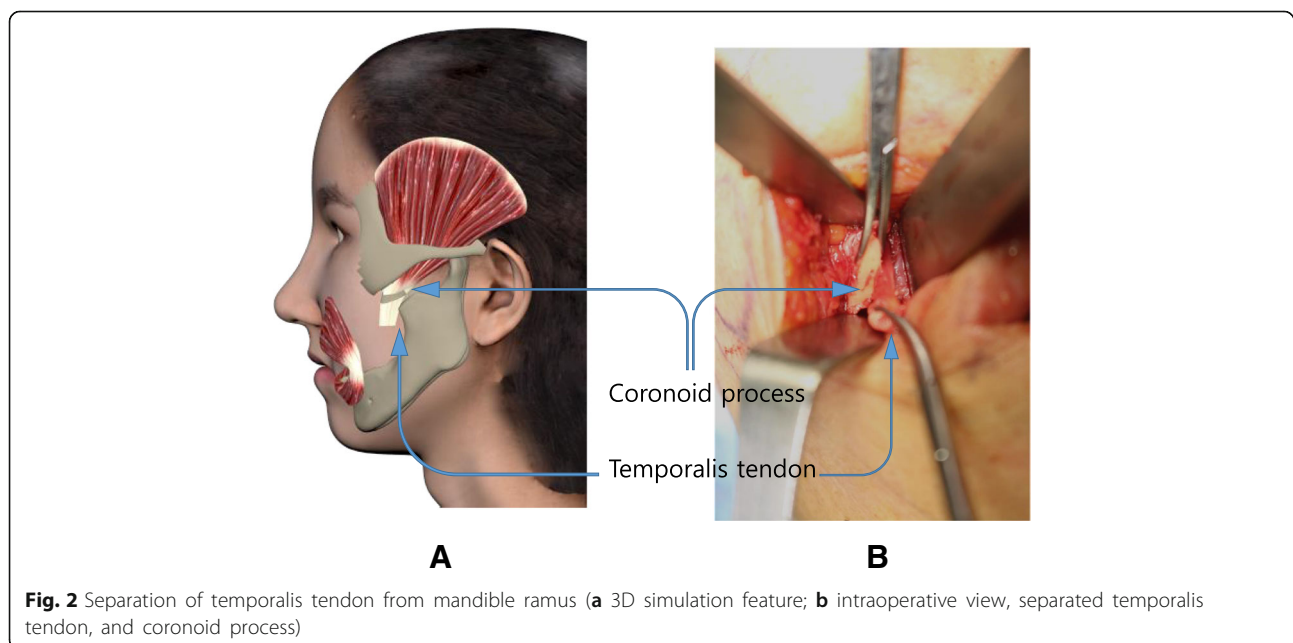 Coronoid process
Temporalis tendon
A
B
Fig. 2 Separation of temporalis tendon from mandible ramus (a 3D simulation feature; b intraoperative view, separated temporalis
tendon, and coronoid process)